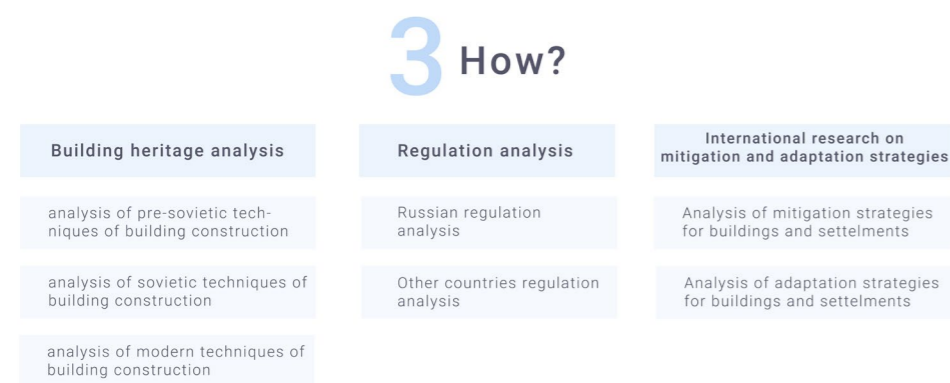 3 How?
Building heritage analysis
analysis of pre-sovietic tech-
niques of building construction
analysis of sovietic techniques of
building construction
analysis of modern techniques of
building construction
Regulation analysis
Russian regulation
analysis
Other countries regulation
analysis
International research on
mitigation and adaptation strategies
Analysis of mitigation strategies
for buildings and settelments
Analysis of adaptation strategies
for buildings and settelments